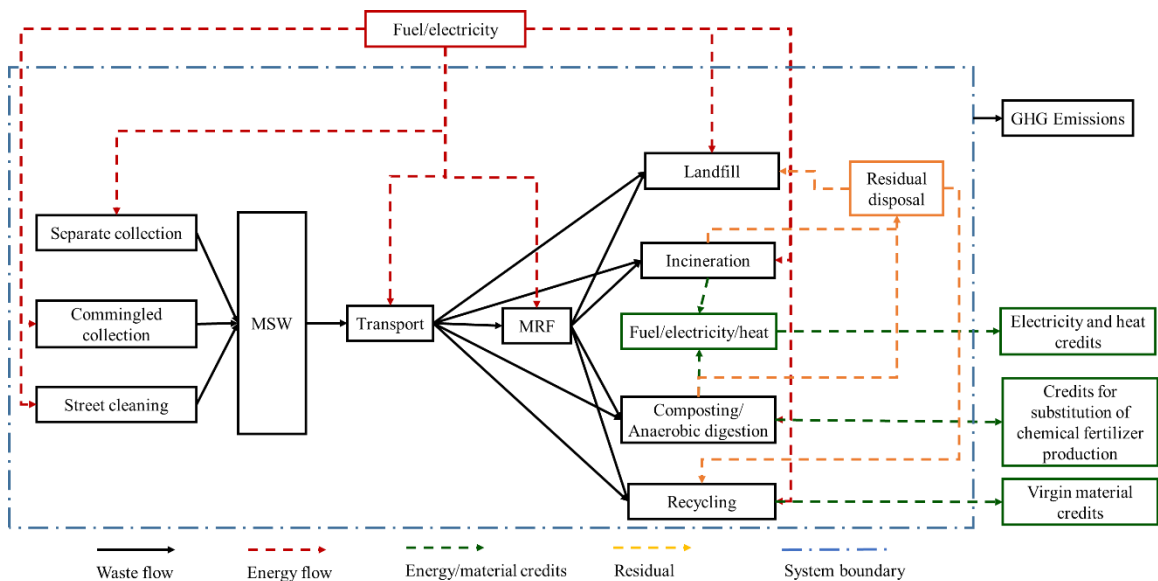 Fuel/electricity
GHG Emissions
Landfill
Residual
disposal
Separate collection
Incineration
Commingled
collection
MSW
Transport
MRF
Fuel/electricity/heat
Electricity and heat
credits
Street cleaning
Composting/
Anaerobic digestion
Credits for
substitution of
chemical fertilizer
production
Recycling
Virgin material
credits
Waste flow
Energy flow
Energy/material credits
Residual
System boundary